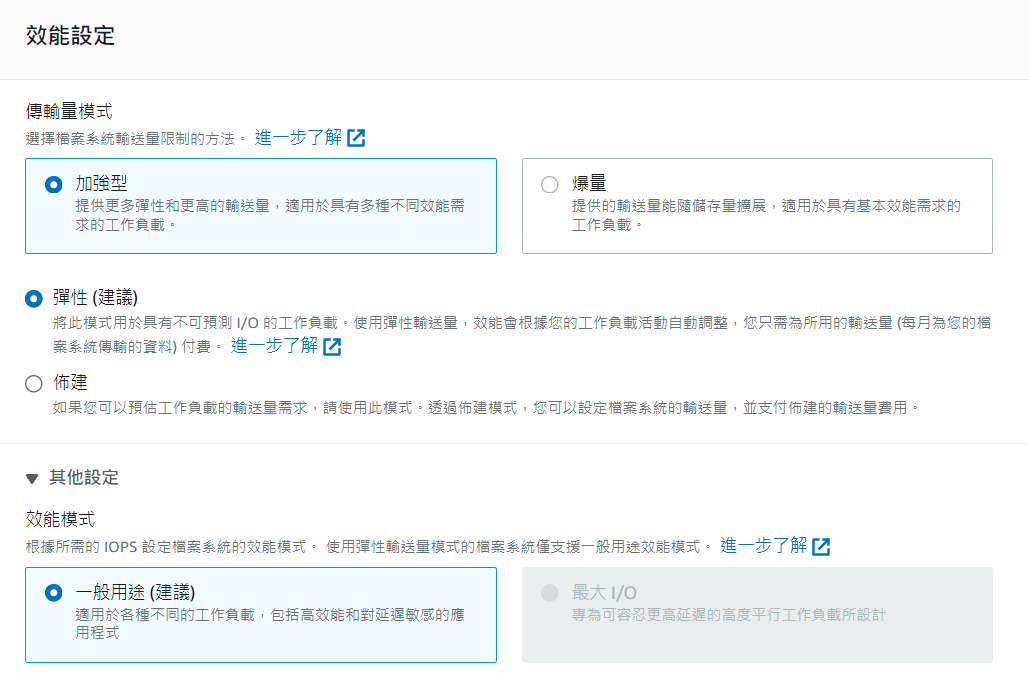 效能設定
傳輸量模式
選擇檔案系統輸送量限制的方法。 進一步了解
加強型
提供更多彈性和更高的輸送量，適用於具有多種不同效能需
求的工作負載。
爆量
提供的輸送量能隨儲存量擴展，適用於具有基本效能需求的
工作負載。
彈性 (建議)
將此模式用於具有不可預測 I/O 的工作負載。使用彈性輸送量，效能會根據您的工作負載活動自動調整，您只需為所用的輸送量 (每月為您的檔
案系統傳輸的資料) 付費。 進一步了解
佈建
如果您可以預估工作負載的輸送量需求，請使用此模式。透過佈建模式，您可以設定檔案系統的輸送量，並支付佈建的輸送量費用。
其他設定
效能模式
根據所需的 IOPS 設定檔案系統的效能模式。 使用彈性輸送量模式的檔案系統僅支援一般用途效能模式。 進一步了解
一般用途 (建議)
適用於各種不同的工作負載，包括高效能和對延遲敏感的應
用程式
最大 I/O
專為可容忍更高延遲的高度平行工作負載所設計